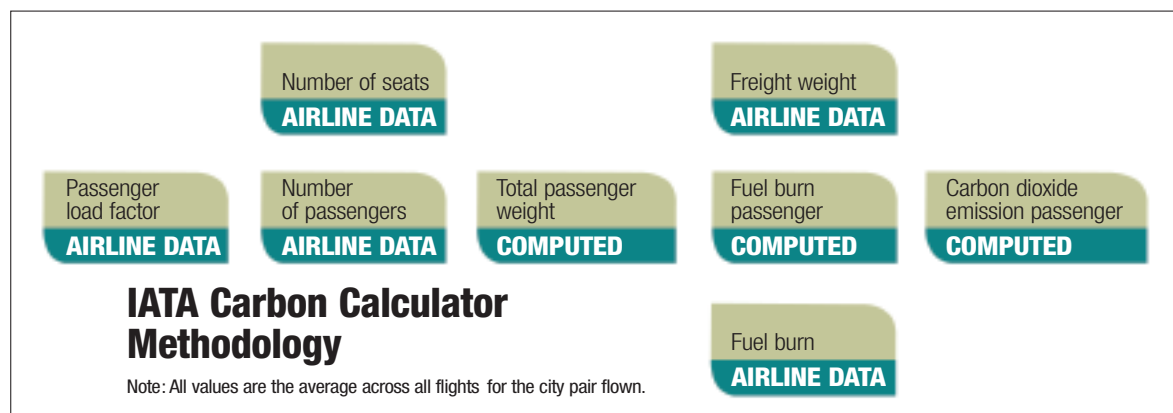 Number of seats
AIRLINE DATA
Freight weight
AIRLINE DATA
Passenger
load factor
AIRLINE DATA
Number
of passengers
AIRLINE DATA
Total passenger
weight
COMPUTED
Fuel burn
passenger
COMPUTED
Carbon dioxide
emission passenger
COMPUTED
IATA Carbon Calculator
Methodology
Note: All values are the average across all flights for the city pair flown.
Fuel burn
AIRLINE DATA